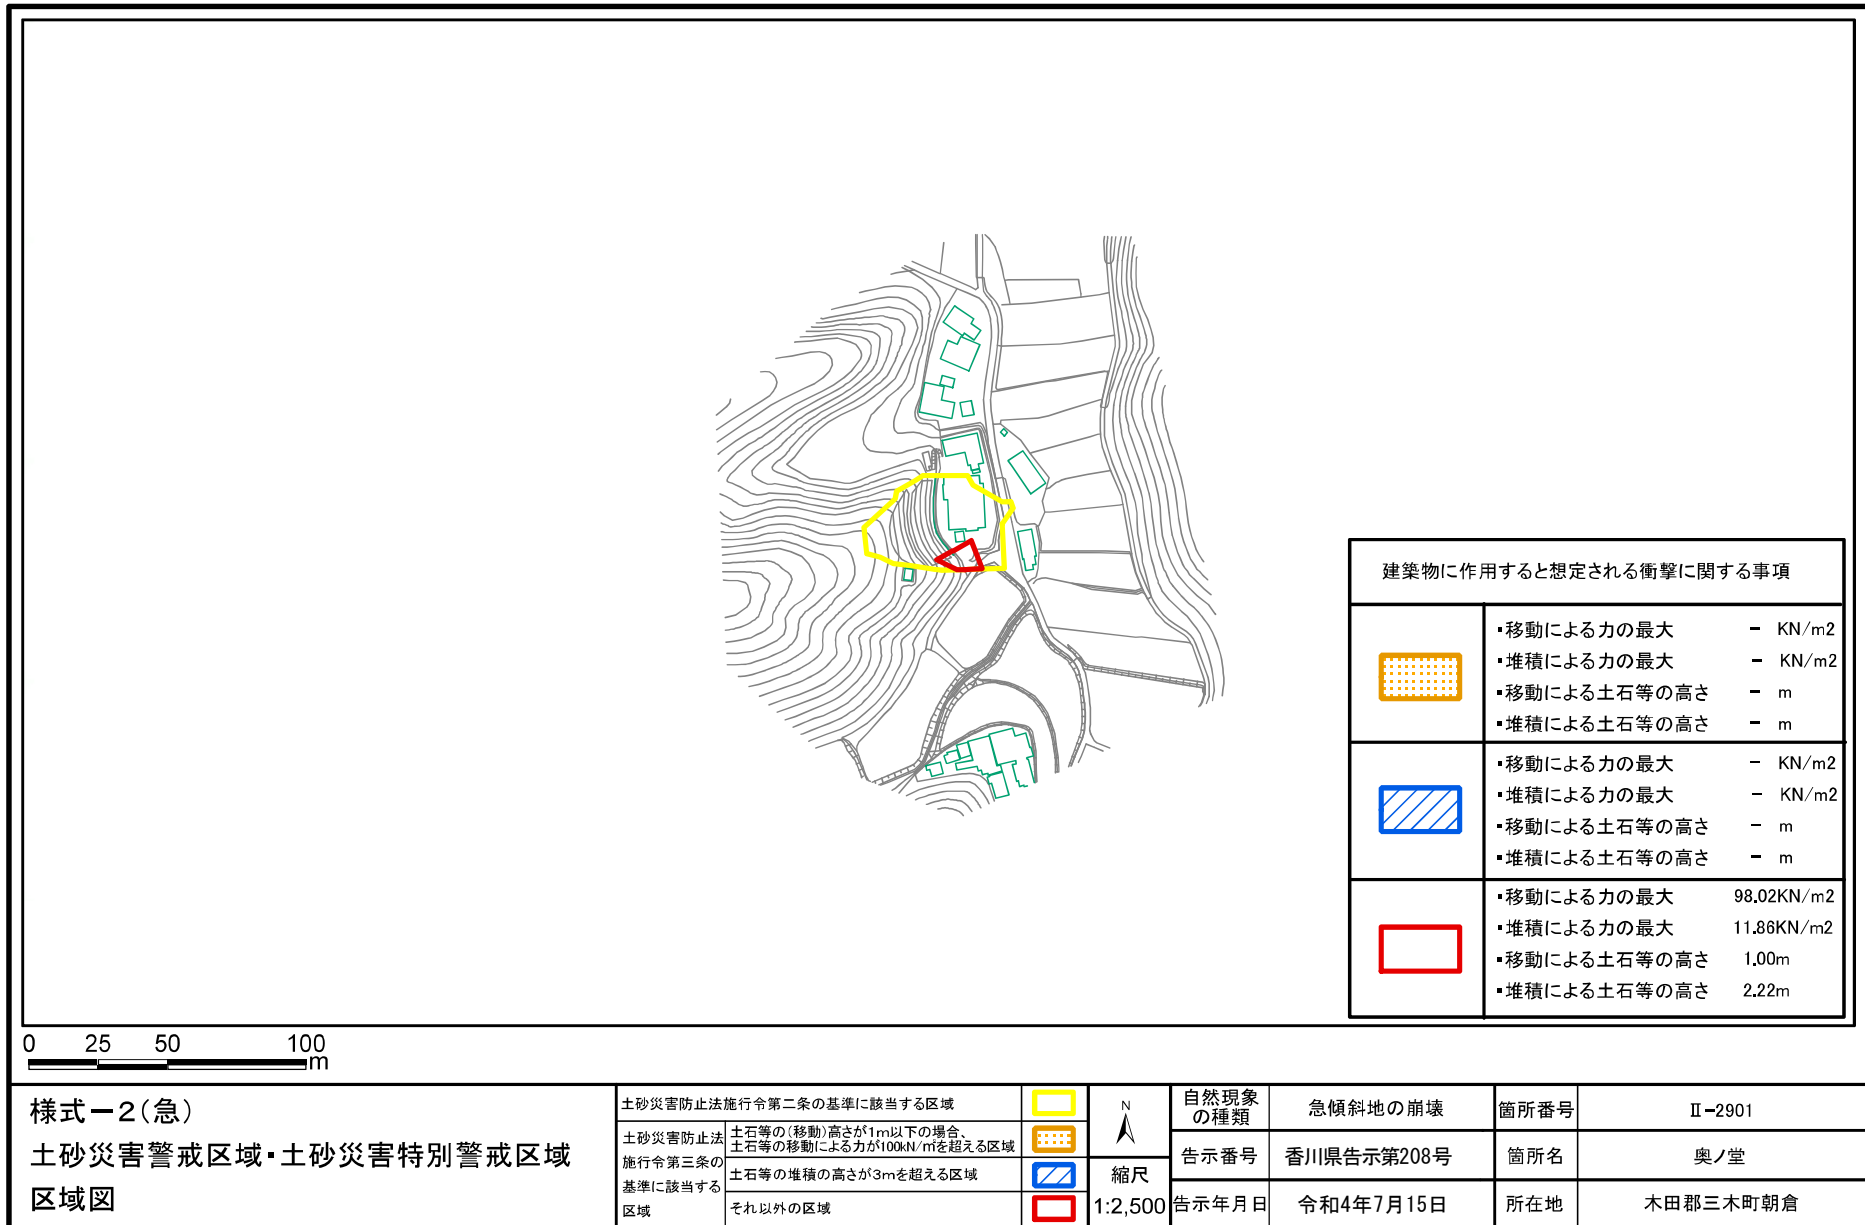 建築物に作用すると想定される衝撃に関する事項
・移動による力の最大 － KN/m2
・堆積による力の最大 － KN/m2
・移動による土石等の高さ － m
・堆積による土石等の高さ － m
・移動による力の最大 － KN/m2
・堆積による力の最大 － KN/m2
・移動による土石等の高さ － m
・堆積による土石等の高さ － m
・移動による力の最大 98.02KN/m2
・堆積による力の最大 11.86KN/m2
・移動による土石等の高さ 1.00m
・堆積による土石等の高さ 2.22m
0 25 50 100
m
様式－2(急)
土砂災害警戒区域・土砂災害特別警戒区域
区域図
土砂災害防止法施行令第二条の基準に該当する区域
土砂災害防止法
施行令第三条の
基準に該当する
区域
土石等の(移動)高さが1m以下の場合、
土石等の移動による力が100kN/㎡を超える区域
土石等の堆積の高さが3mを超える区域
それ以外の区域
N
縮尺
1:2,500
自然現象
の種類
急傾斜地の崩壊
箇所番号
Ⅱ-2901
告示番号
香川県告示第208号
箇所名
奥ノ堂
告示年月日
令和4年7月15日
所在地
木田郡三木町朝倉